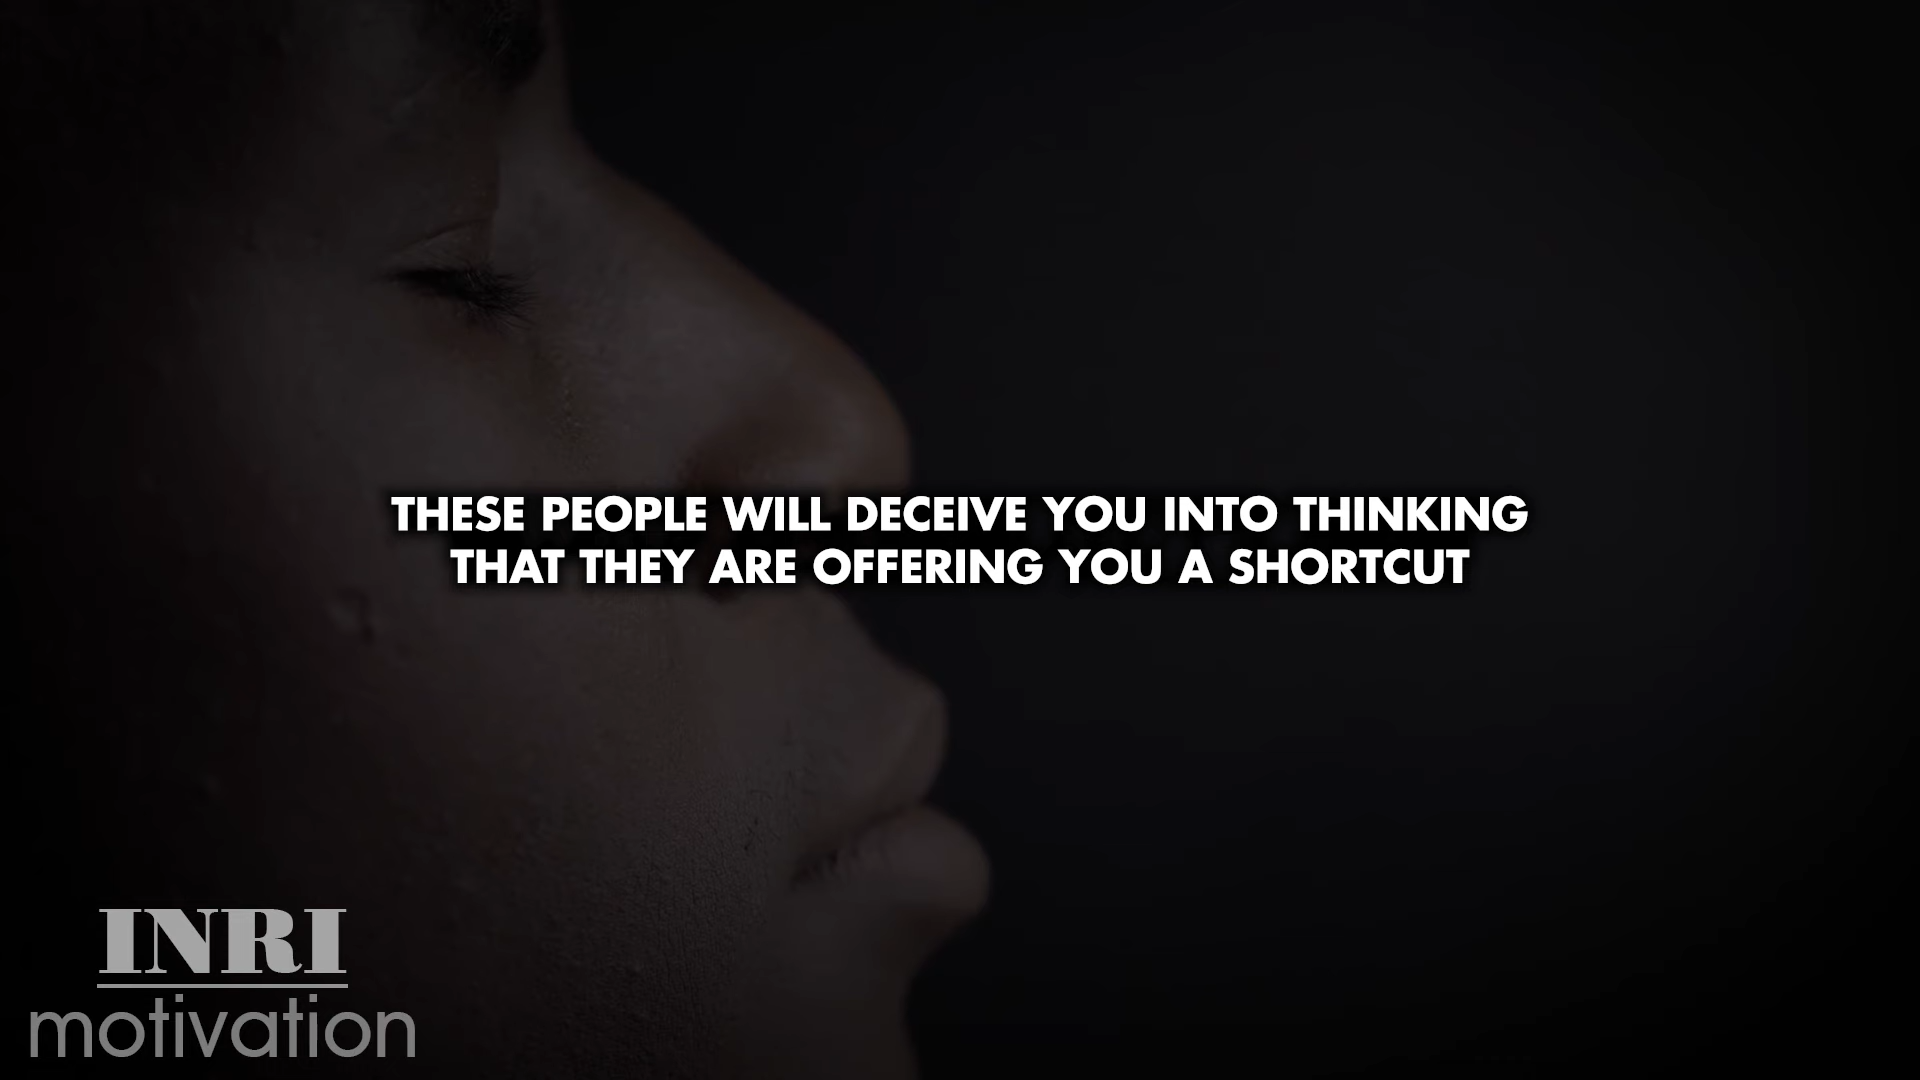 THESE PEOPLE WILL DECEIVE YOU INTO THINKING
THAT THEY ARE OFFERING YOU A SHORTCUT
INRI
motivation